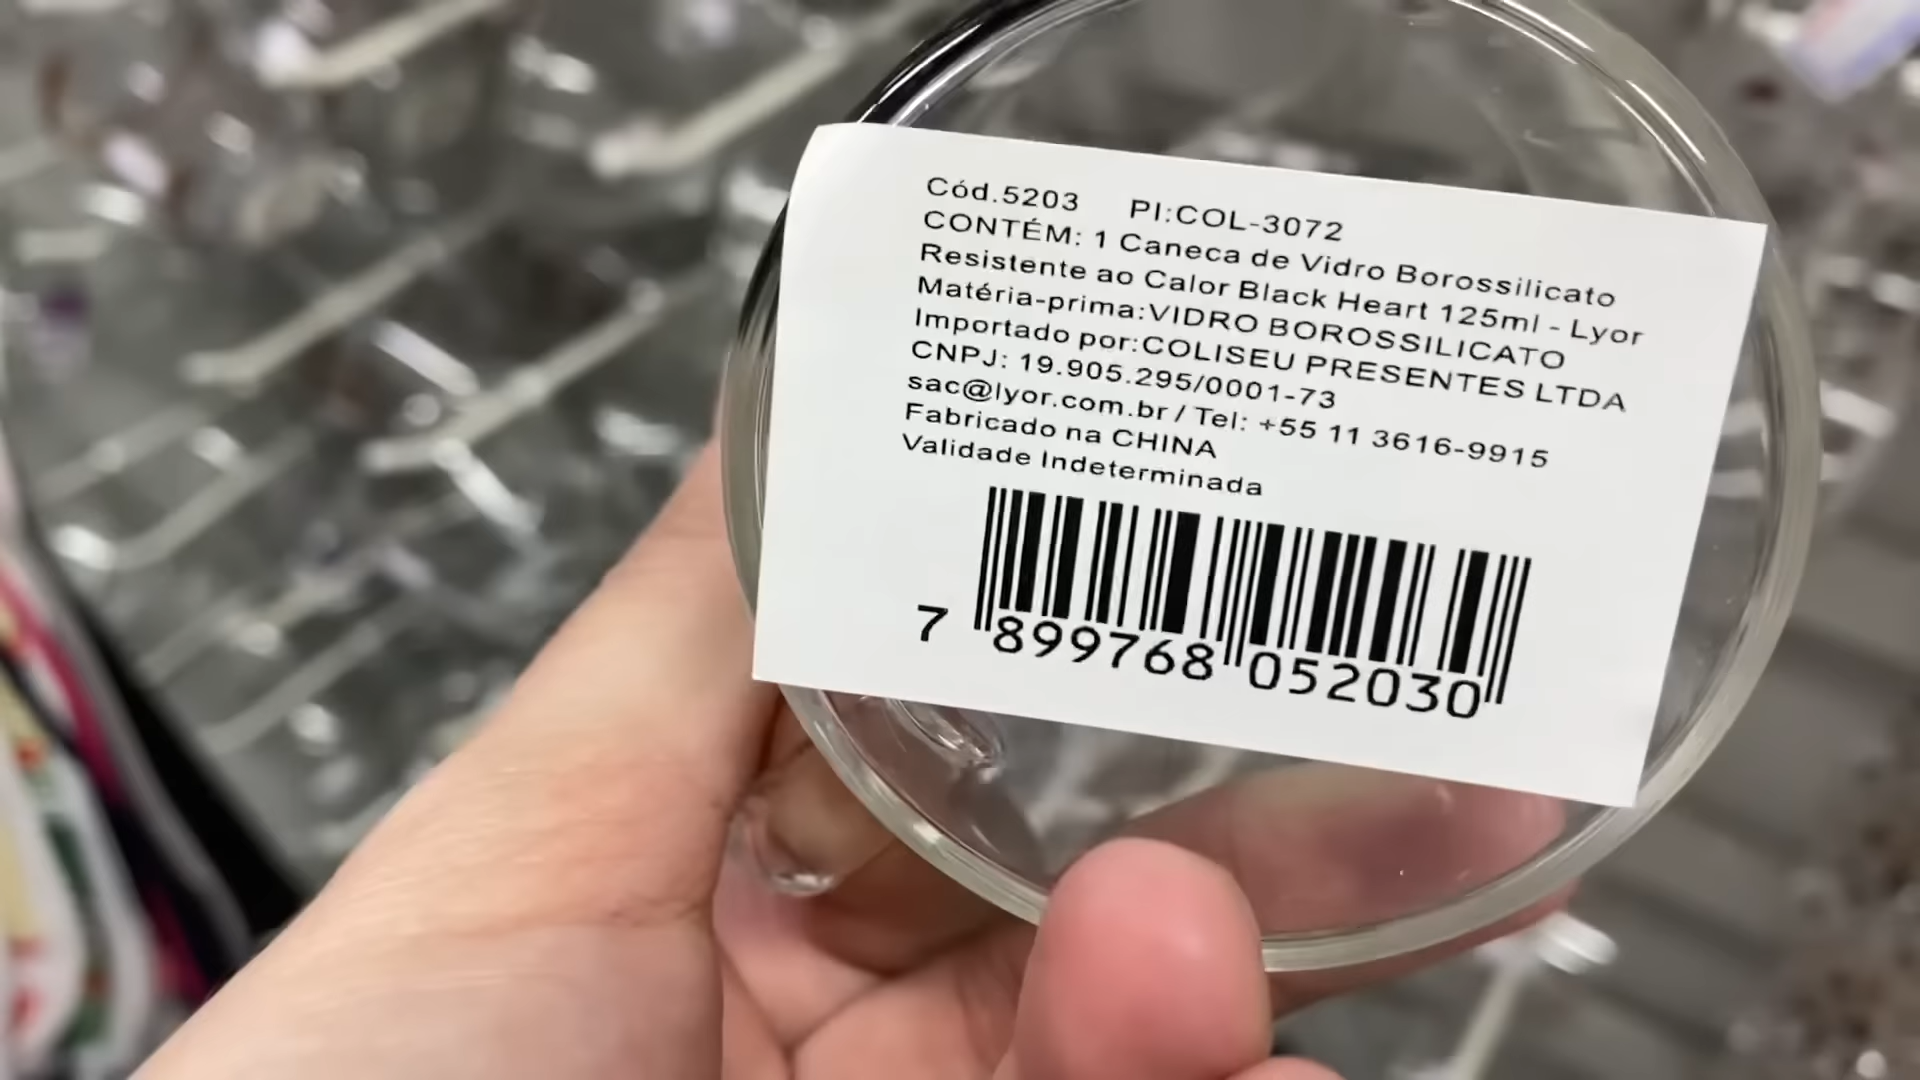 Cód.5203 PI:COL-3072
CONTÉM: 1 Caneca de Vidro Borossilicato
Resistente ao Calor Black Heart 125ml - Lyor
Matéria-prima:VIDRO BOROSSILICATO
Importado por:COLISEU PRESENTES LTDA
CNPJ: 19.905.295/0001-73
sac@lyor.com.br / Tel: +55 11 3616-9915
Fabricado na CHINA
Validade Indeterminada
7 899768 052030